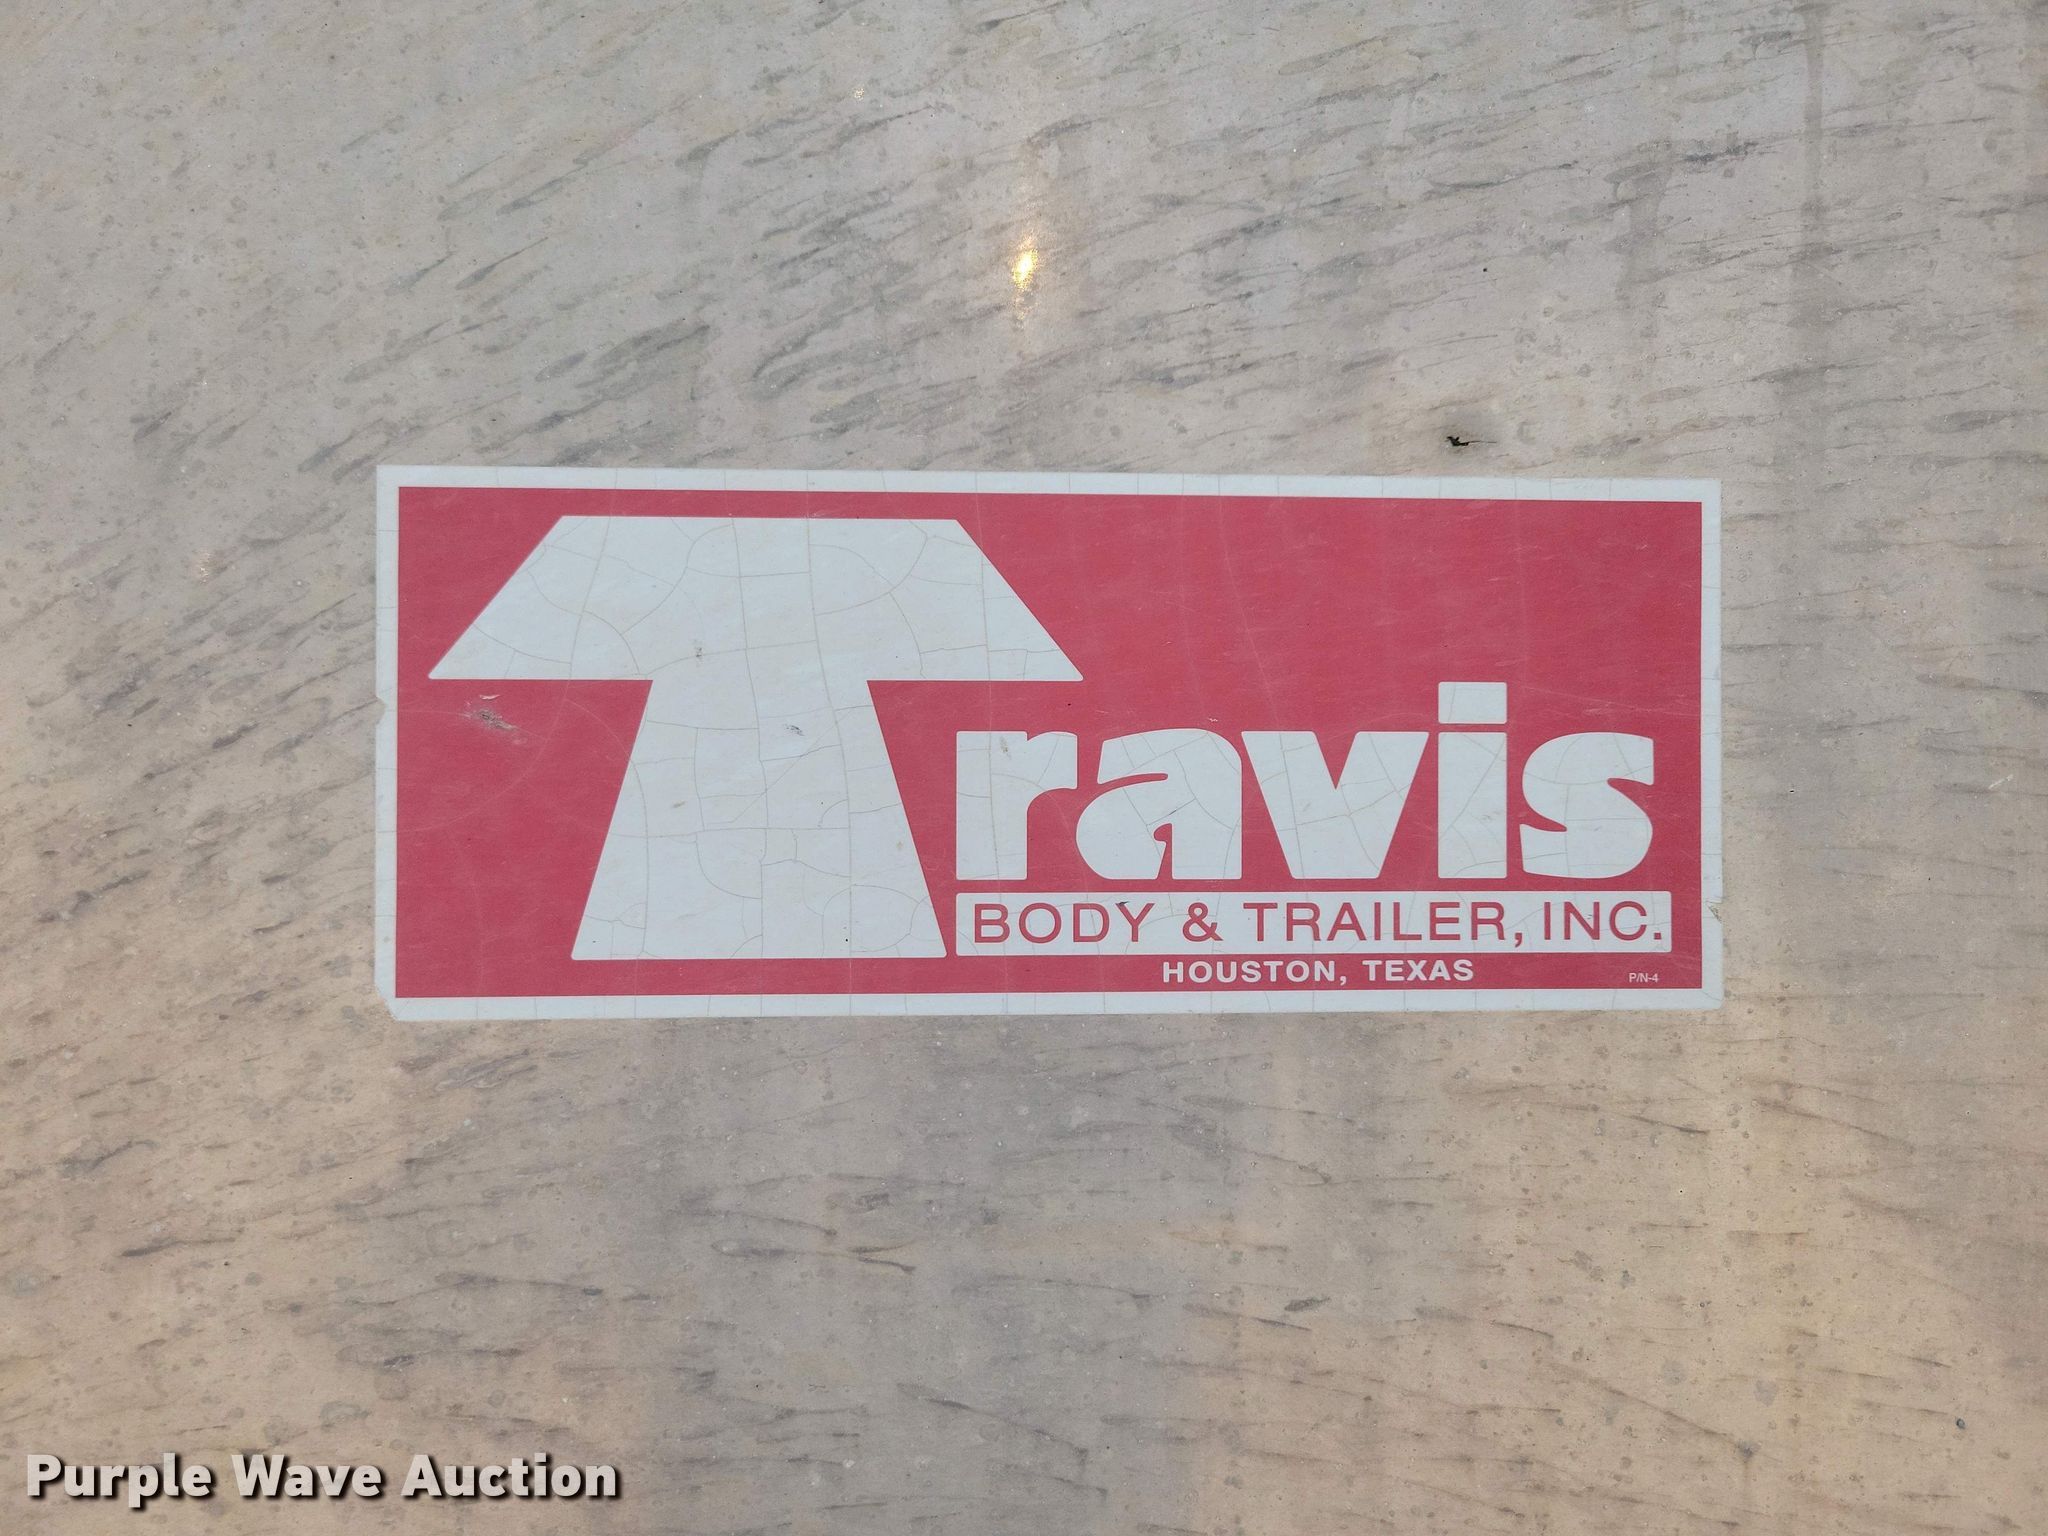 Travis
BODY & TRAILER, INC.
HOUSTON, TEXAS
P/N-4
Purple Wave Auction